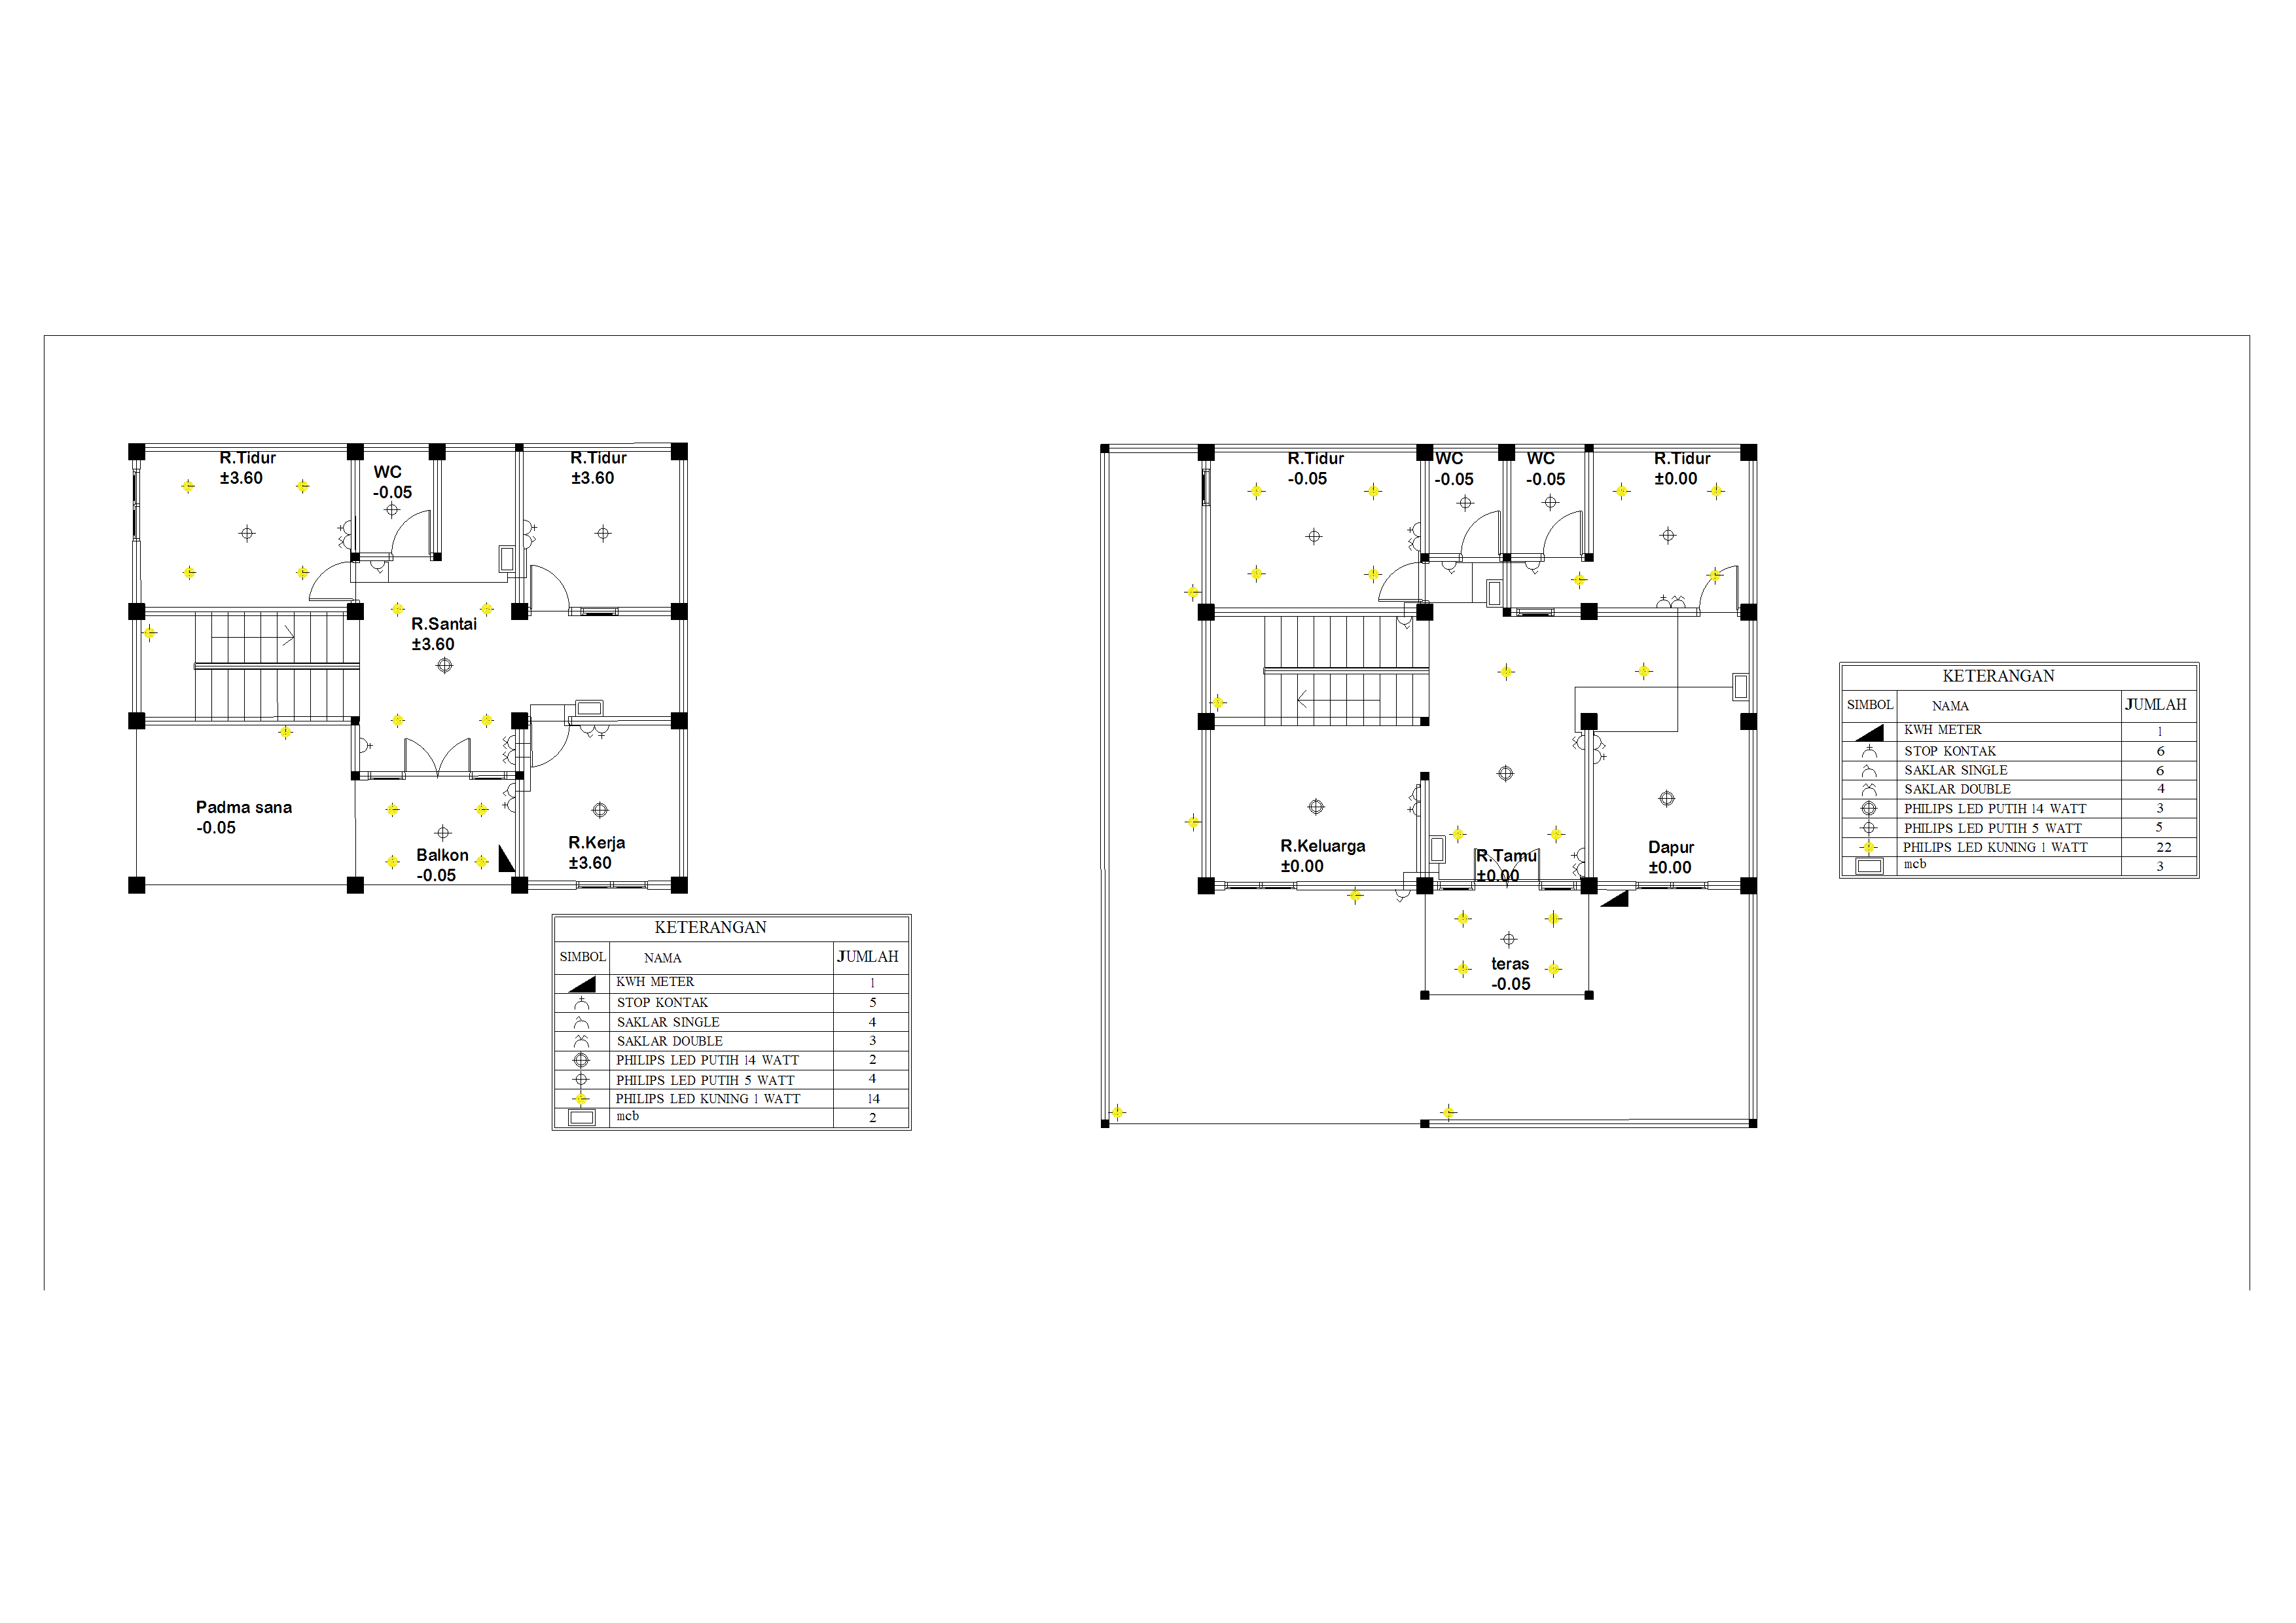 R.Tidur
±3.60
WC
-0.05
R.Tidur
±3.60
R.Santai
±3.60
Padma sana
-0.05
Balkon
-0.05
R.Kerja
±3.60
KETERANGAN
SIMBOL NAMA JUMLAH
KWH METER 1
STOP KONTAK 5
SAKLAR SINGLE 4
SAKLAR DOUBLE 3
PHILIPS LED PUTIH 14 WATT 2
PHILIPS LED PUTIH 5 WATT 4
PHILIPS LED KUNING 1 WATT 14
mcb 2
R.Tidur
-0.05
WC
-0.05
WC
-0.05
R.Tidur
±0.00
R.Keluarga
±0.00
R.Tamu
±0.00
Dapur
±0.00
teras
-0.05
KETERANGAN
SIMBOL NAMA JUMLAH
KWH METER 1
STOP KONTAK 6
SAKLAR SINGLE 6
SAKLAR DOUBLE 4
PHILIPS LED PUTIH 14 WATT 3
PHILIPS LED PUTIH 5 WATT 5
PHILIPS LED KUNING 1 WATT 22
mcb 3